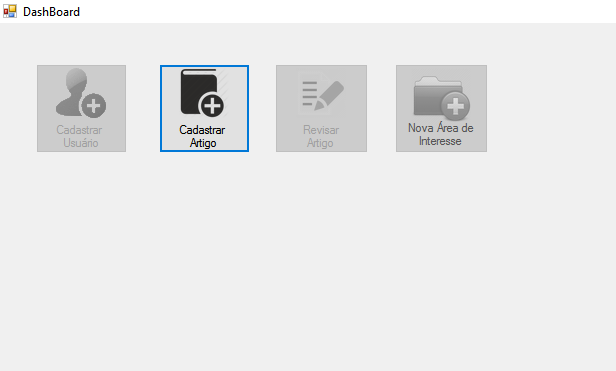 DashBoard
Cadastrar
Usuário
Cadastrar
Artigo
Revisar
Artigo
Nova Área de
Interesse